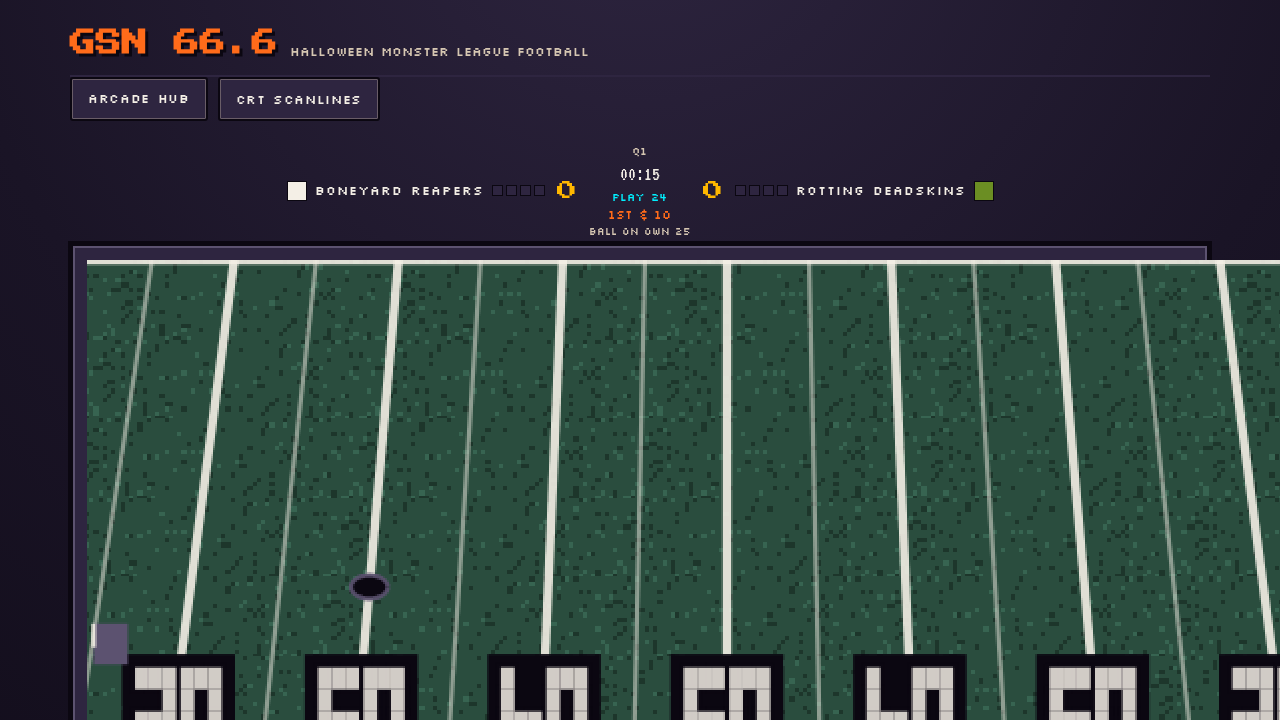 GSN 66.6
HALLOWEEN MONSTER LEAGUE FOOTBALL
ARCADE HUB
CRT SCANLINES
Q1
00:15
BONEYARD REAPERS 0
0 ROTTING DEADSKINS
PLAY 24
1ST & 10
BALL ON OWN 25